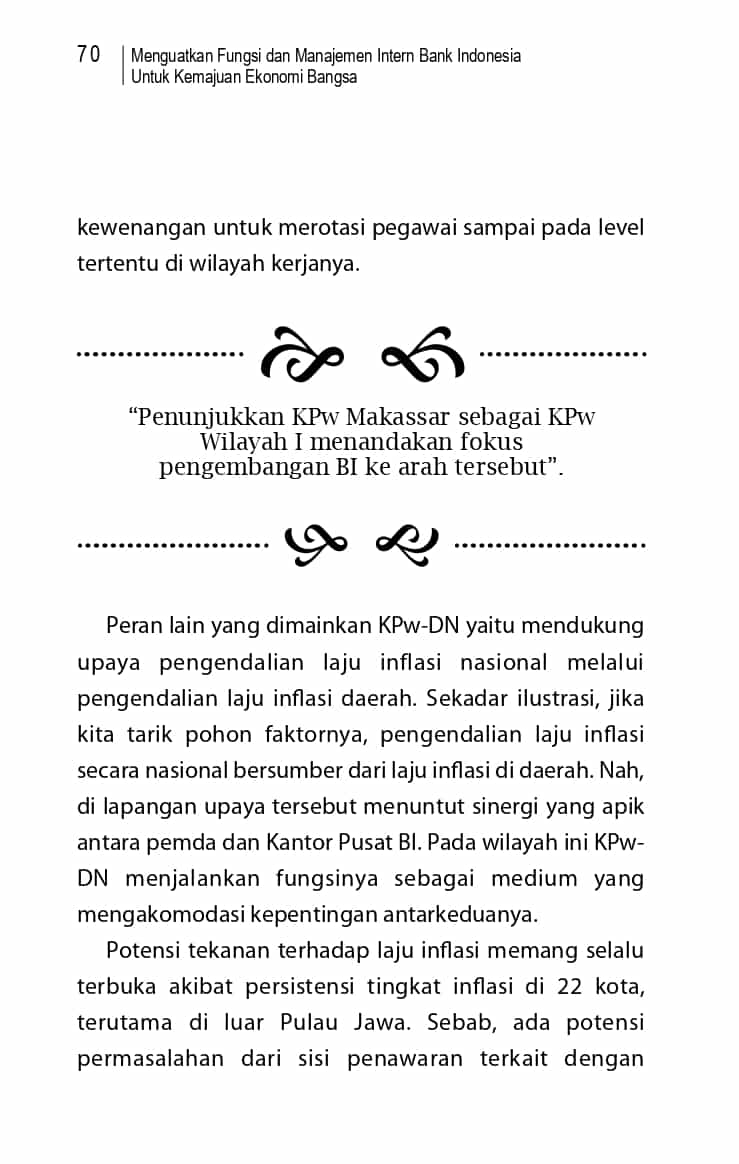 70
Menguatkan Fungsi dan Manajemen Intern Bank Indonesia
Untuk Kemajuan Ekonomi Bangsa
kewenangan untuk merotasi pegawai sampai pada level
tertentu di wilayah kerjanya.
“Penunjukkan KPw Makassar sebagai KPw
Wilayah I menandakan fokus
pengembangan BI ke arah tersebut”.
Peran lain yang dimainkan KPw-DN yaitu mendukung
upaya pengendalian laju inflasi nasional melalui
pengendalian laju inflasi daerah. Sekadar ilustrasi, jika
kita tarik pohon faktornya, pengendalian laju inflasi
secara nasional bersumber dari laju inflasi di daerah. Nah,
di lapangan upaya tersebut menuntut sinergi yang apik
antara pemda dan Kantor Pusat BI. Pada wilayah ini KPw-
DN menjalankan fungsinya sebagai medium yang
mengakomodasi kepentingan antarkeduanya.
Potensi tekanan terhadap laju inflasi memang selalu
terbuka akibat persistensi tingkat inflasi di 22 kota,
terutama di luar Pulau Jawa. Sebab, ada potensi
permasalahan dari sisi penawaran terkait dengan